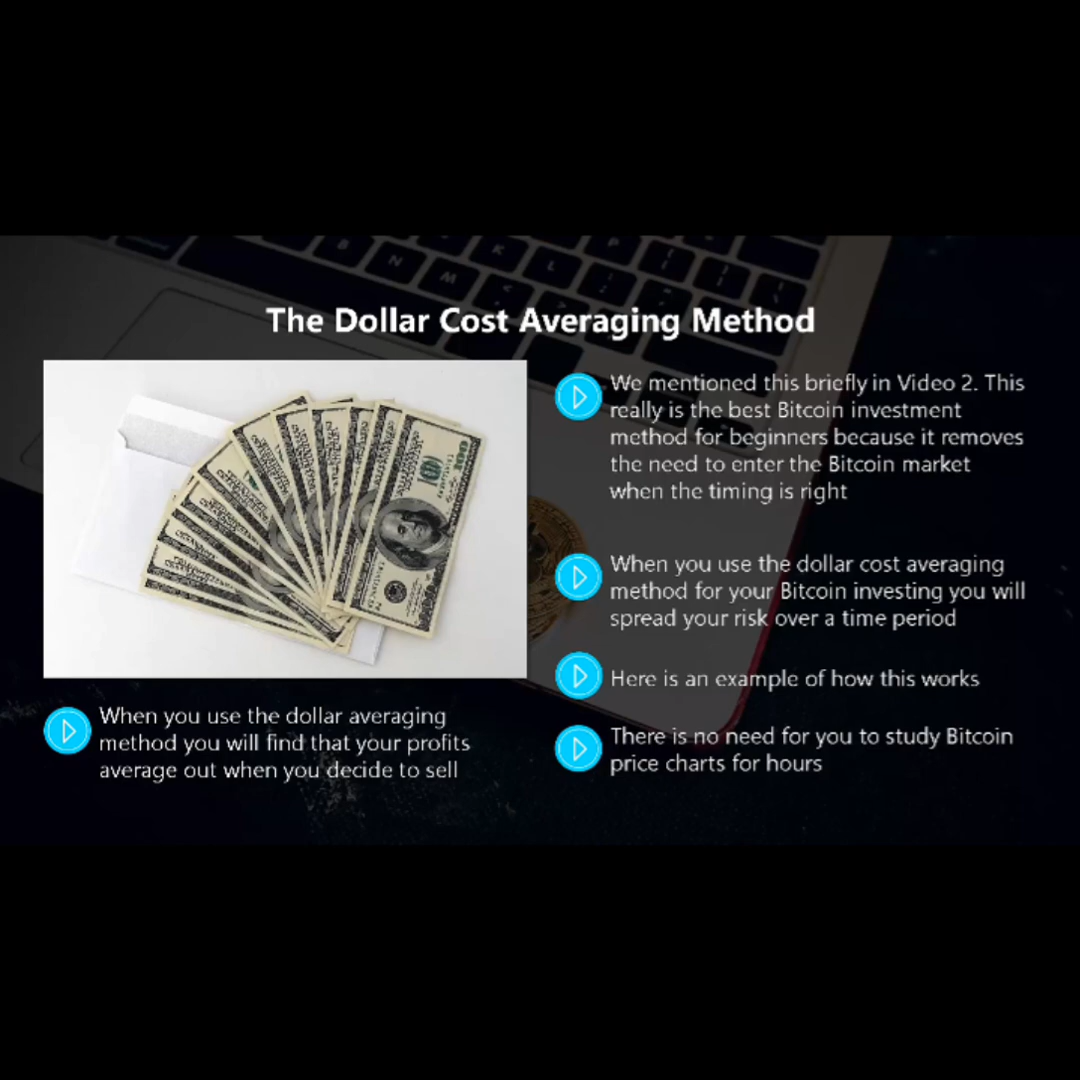 The Dollar Cost Averaging Method
We mentioned this briefly in Video 2. This
really is the best Bitcoin investment
method for beginners because it removes
the need to enter the Bitcoin market
when the timing is right
When you use the dollar cost averaging
method for your Bitcoin investing you will
spread your risk over a time period
Here is an example of how this works
There is no need for you to study Bitcoin
price charts for hours
When you use the dollar averaging
method you will find that your profits
average out when you decide to sell